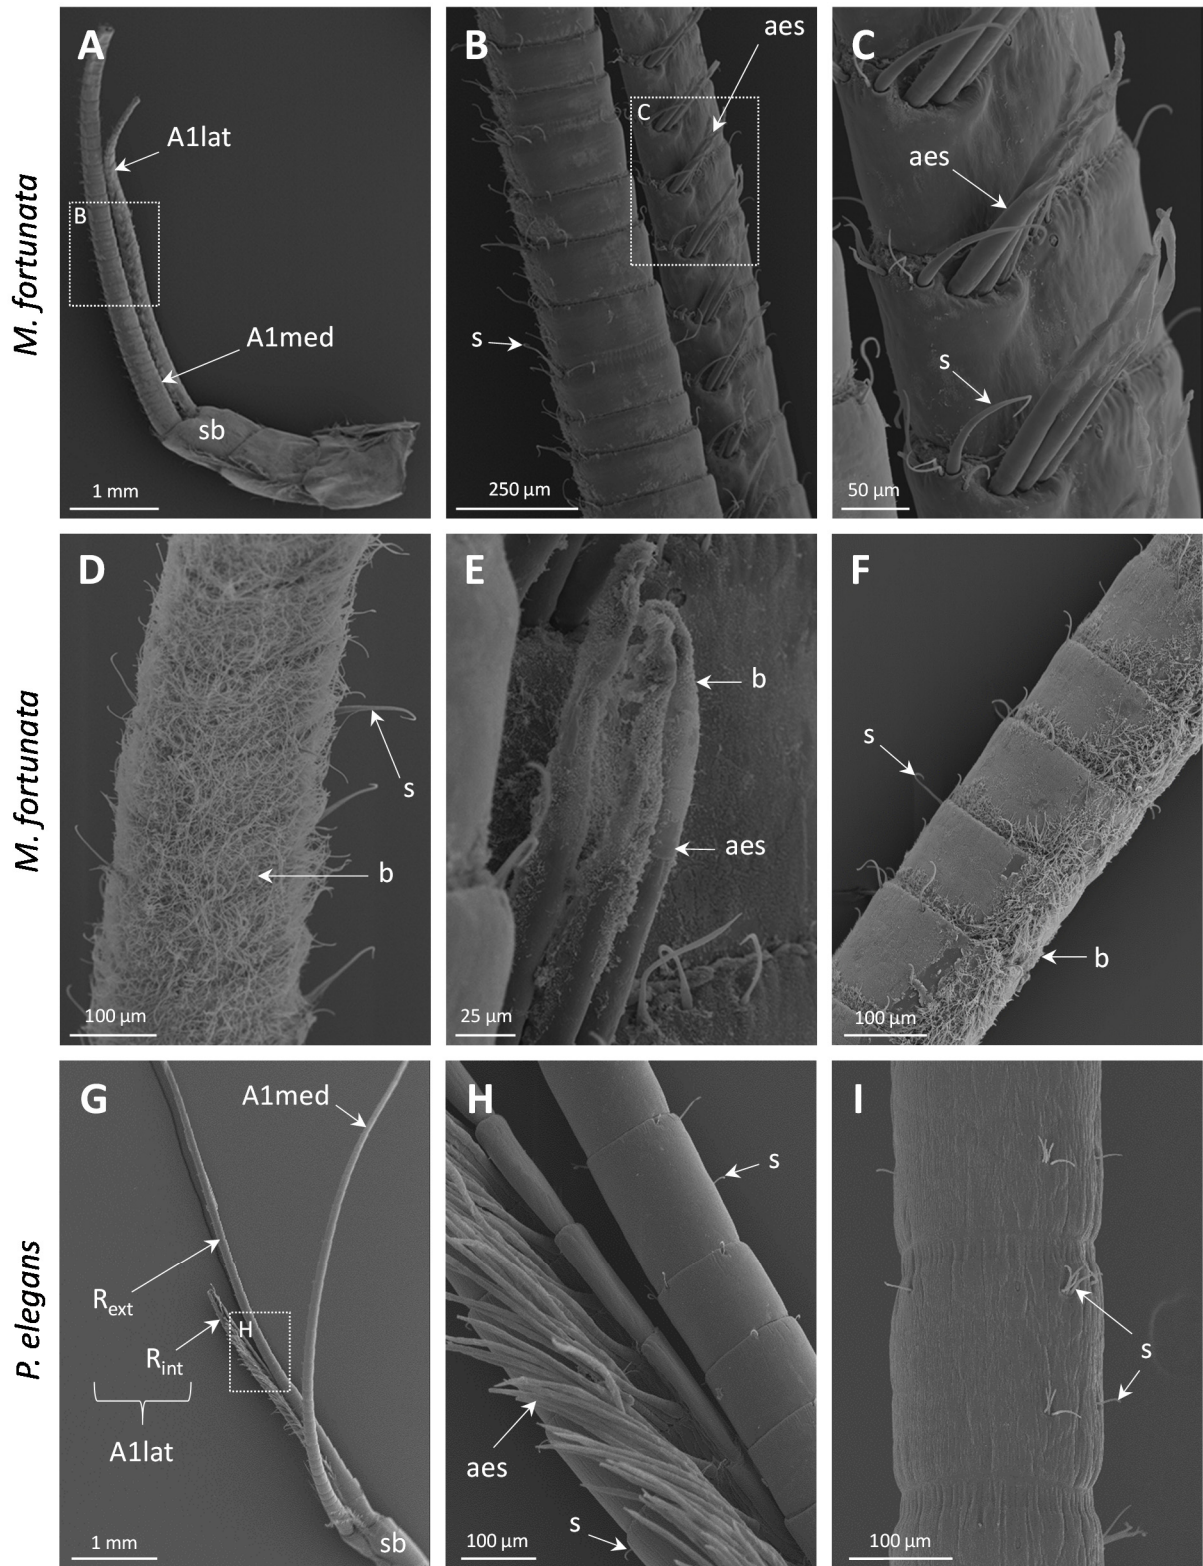 M. fortunata
A
A1lat
B
A1med
sb
1 mm
B
aes
C
s
250 µm
C
aes
s
50 µm
M. fortunata
D
s
b
100 µm
E
b
aes
25 µm
F
s
b
100 µm
P. elegans
G
A1med
Rext
H
Rint
A1lat
sb
1 mm
H
s
aes
s
100 µm
I
s
100 µm